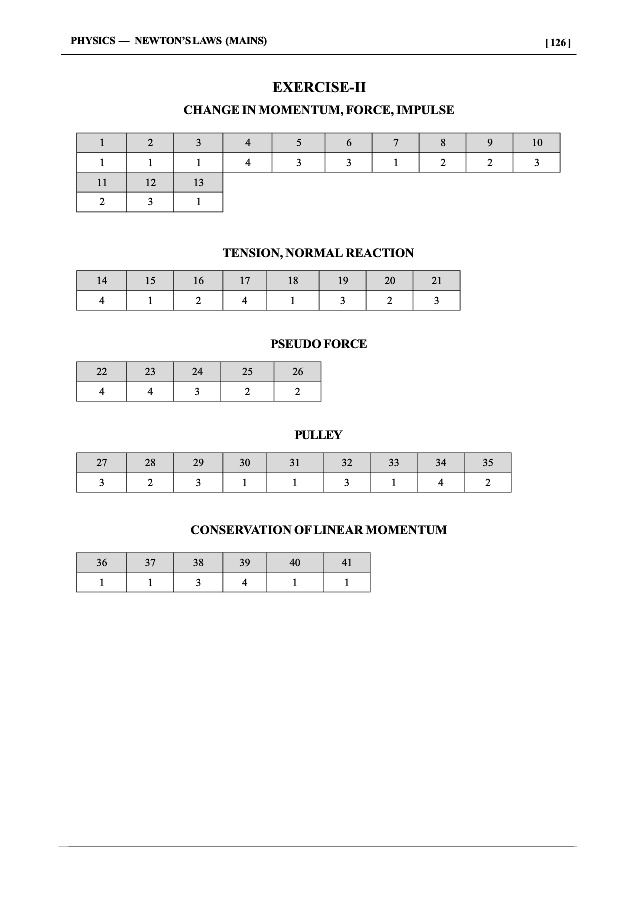 PHYSICS — NEWTON'S LAWS (MAINS) [126]
EXERCISE-II
CHANGE IN MOMENTUM, FORCE, IMPULSE
1 2 3 4 5 6 7 8 9 10
1 1 1 4 3 3 1 2 2 3
11 12 13
2 3 1
TENSION, NORMAL REACTION
14 15 16 17 18 19 20 21
4 1 2 4 1 3 2 3
PSEUDO FORCE
22 23 24 25 26
4 4 3 2 2
PULLEY
27 28 29 30 31 32 33 34 35
3 2 3 1 1 3 1 4 2
CONSERVATION OF LINEAR MOMENTUM
36 37 38 39 40 41
1 1 3 4 1 1